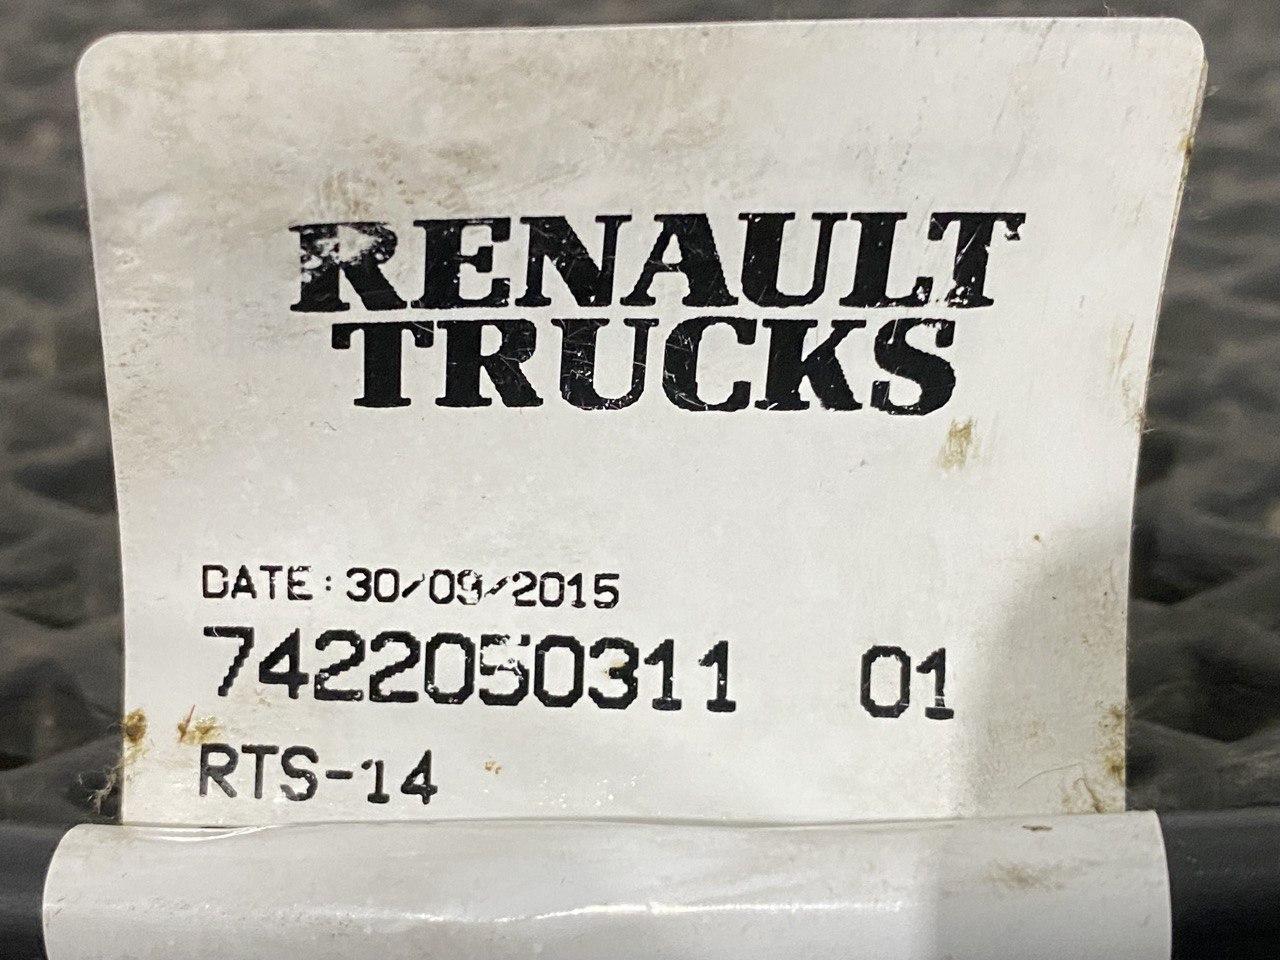 RENAULT
TRUCKS
DATE: 30/09/2015
7422050311 01
RTS-14